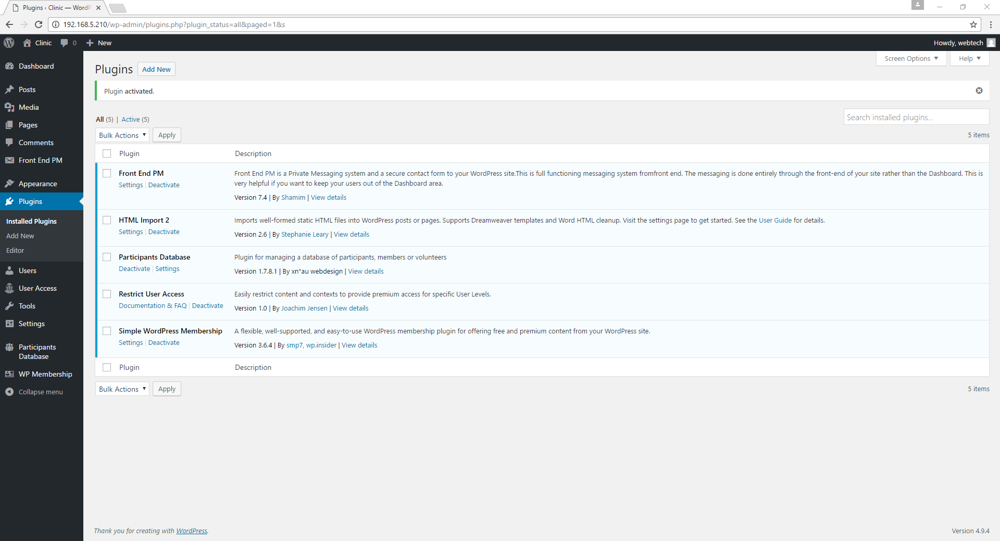 Plugins ‹ Clinic — WordP
192.168.5.210/wp-admin/plugins.php?plugin_status=all&paged=1&s
Clinic
0
New
Howdy, webtech
Dashboard
Posts
Media
Pages
Comments
Front End PM
Appearance
Plugins
Installed Plugins
Add New
Editor
Users
User Access
Tools
Settings
Participants
Database
WP Membership
Collapse menu
Screen Options
Help
Plugins
Add New
Plugin activated.
All (5) | Active (5)
Search installed plugins...
Bulk Actions
Apply
5 items
Plugin
Description
Front End PM
Settings | Deactivate
Front End PM is a Private Messaging system and a secure contact form to your WordPress site.This is full functioning messaging system fromfront end. The messaging is done entirely through the front-end of your site rather than the Dashboard. This is
very helpful if you want to keep your users out of the Dashboard area.
Version 7.4 | By Shamim | View details
HTML Import 2
Settings | Deactivate
Imports well-formed static HTML files into WordPress posts or pages. Supports Dreamweaver templates and Word HTML cleanup. Visit the settings page to get started. See the User Guide for details.
Version 2.6 | By Stephanie Leary | View details
Participants Database
Deactivate | Settings
Plugin for managing a database of participants, members or volunteers
Version 1.7.8.1 | By xn*au webdesign | View details
Restrict User Access
Documentation & FAQ | Deactivate
Easily restrict content and contexts to provide premium access for specific User Levels.
Version 1.0 | By Joachim Jensen | View details
Simple WordPress Membership
Settings | Deactivate
A flexible, well-supported, and easy-to-use WordPress membership plugin for offering free and premium content from your WordPress site.
Version 3.6.4 | By smp7, wp.insider | View details
Plugin
Description
Bulk Actions
Apply
5 items
Thank you for creating with WordPress.
Version 4.9.4